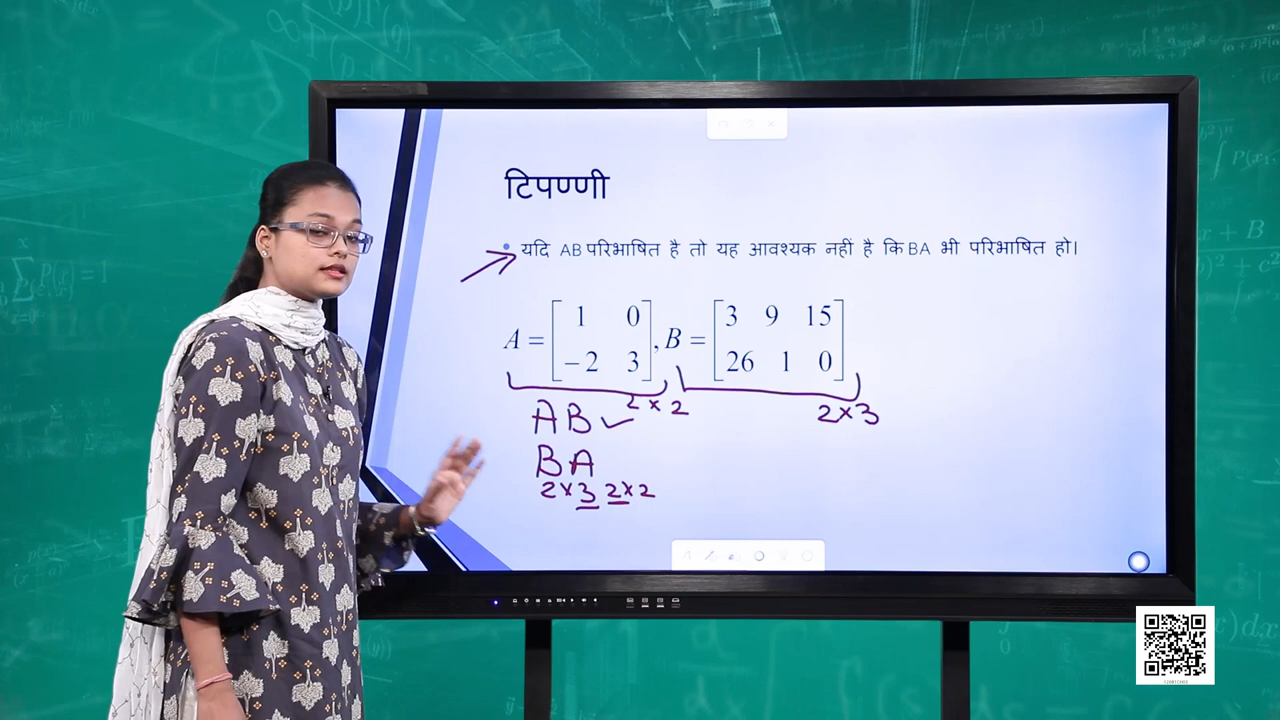 टिपण्णी
यदि AB परिभाषित है तो यह आवश्यक नहीं है कि BA भी परिभाषित हो।
A = [1 0; -2 3], B = [3 9 15; 26 1 0]
2 × 2 2×3
AB ✓
BA
2×3 2×2